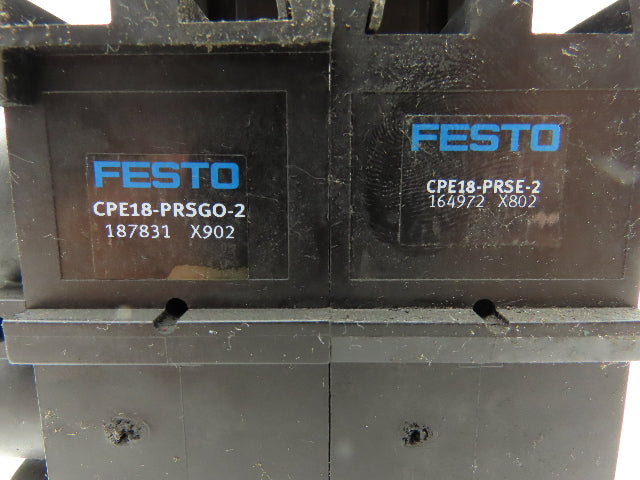 FESTO
CPE18-PRSGO-2
187831 X902
FESTO
CPE18-PRSE-2
164972 X802